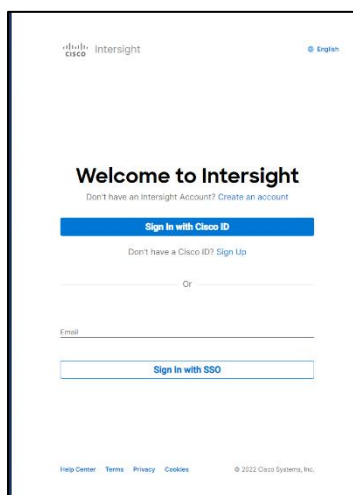 CISCO Intersight English
Welcome to Intersight
Don't have an Intersight Account? Create an account
Sign In with Cisco ID
Don't have a Cisco ID? Sign Up
Or
Email
Sign In with SSO
Help Center Terms Privacy Cookies © 2022 Cisco Systems, Inc.